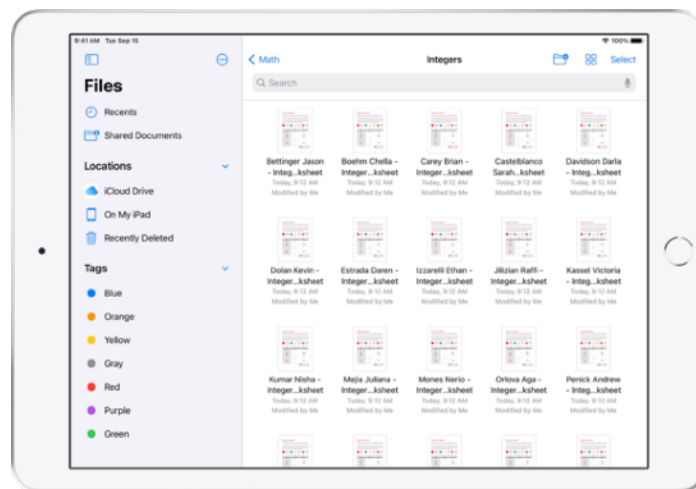 9:41 AM Tue Sep 15
100%
Files
Recents
Shared Documents
Locations
iCloud Drive
On My iPad
Recently Deleted
Tags
Blue
Orange
Yellow
Gray
Red
Purple
Green
Math
Integers
Select
Search
Bettinger Jason
- Integ...ksheet
Today, 9:12 AM
Modified by Me
Boehm Chella -
Integer...ksheet
Today, 9:12 AM
Modified by Me
Carey Brian -
Integer...ksheet
Today, 9:12 AM
Modified by Me
Castelblanco
Sarah...ksheet
Today, 9:12 AM
Modified by Me
Davidson Darla
- Integ...ksheet
Today, 9:12 AM
Modified by Me
Dolan Kevin -
Integer...ksheet
Today, 9:12 AM
Modified by Me
Estrada Daren -
Integer...ksheet
Today, 9:12 AM
Modified by Me
Izzarelli Ethan -
Integer...ksheet
Today, 9:12 AM
Modified by Me
Jillizian Raffi -
Integer...ksheet
Today, 9:12 AM
Modified by Me
Kassel Victoria
- Integ...ksheet
Today, 9:12 AM
Modified by Me
Kumar Nisha -
Integer...ksheet
Today, 9:12 AM
Modified by Me
Mejia Juliana -
Integer...ksheet
Today, 9:12 AM
Modified by Me
Mones Nerio -
Integer...ksheet
Today, 9:12 AM
Modified by Me
Orlova Aga -
Integer...ksheet
Today, 9:12 AM
Modified by Me
Penick Andrew
- Integ...ksheet
Today, 9:12 AM
Modified by Me